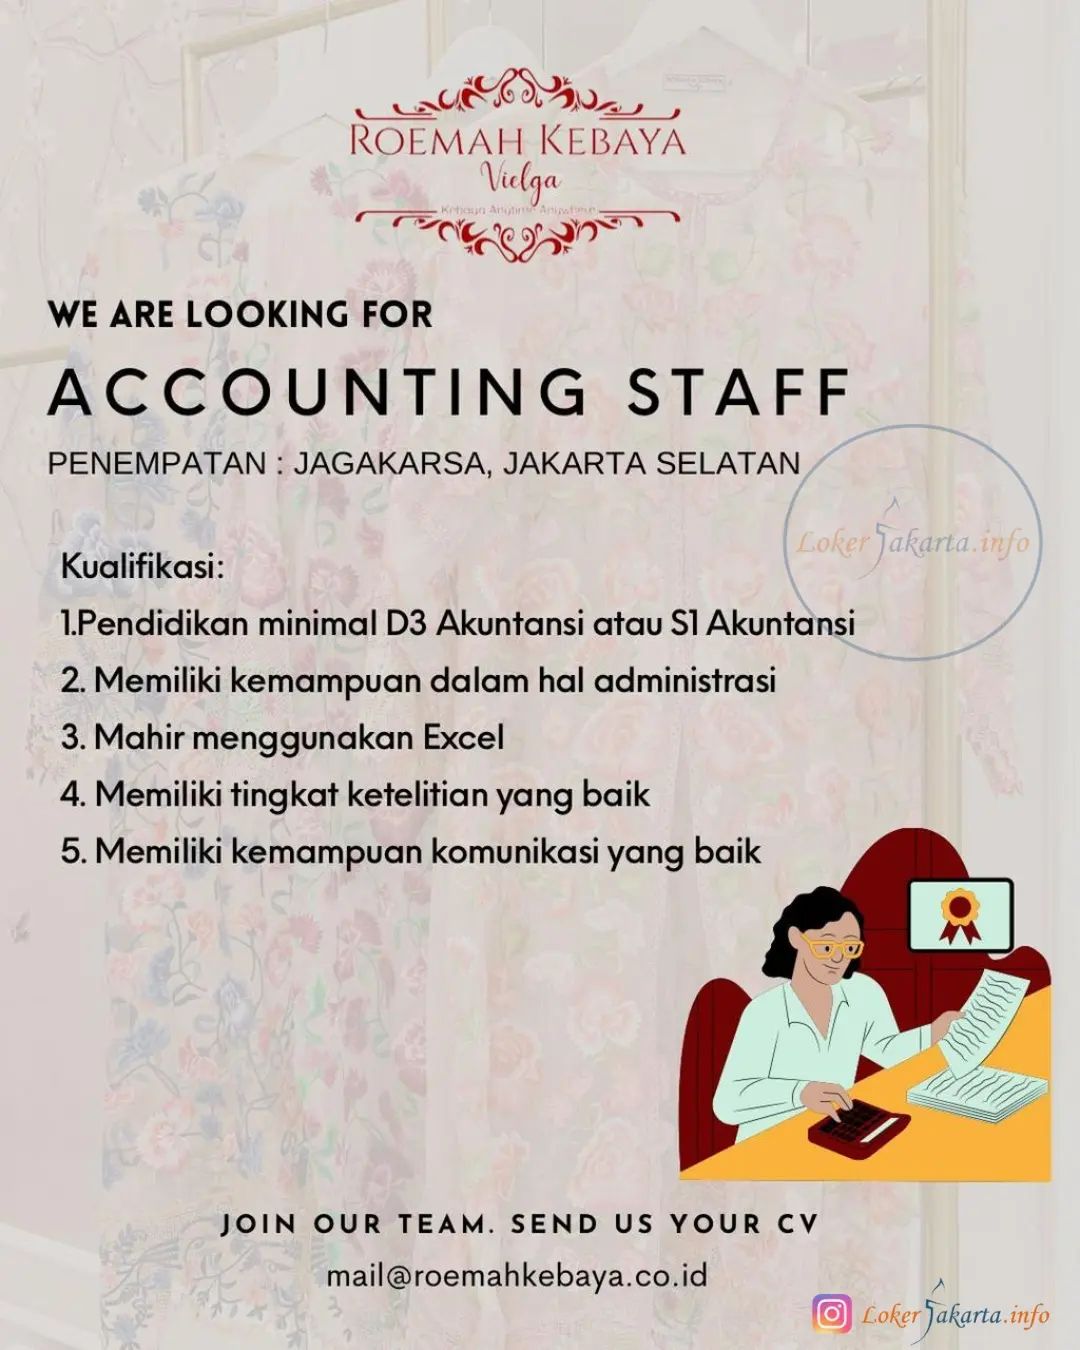 ROEMAH KEBAYA
Vielga
Kebaya Anytime Anywhere
WE ARE LOOKING FOR
ACCOUNTING STAFF
PENEMPATAN : JAGAKARSA, JAKARTA SELATAN
LokerJakarta.info
Kualifikasi:
1.Pendidikan minimal D3 Akuntansi atau S1 Akuntansi
2. Memiliki kemampuan dalam hal administrasi
3. Mahir menggunakan Excel
4. Memiliki tingkat ketelitian yang baik
5. Memiliki kemampuan komunikasi yang baik
JOIN OUR TEAM. SEND US YOUR CV
mail@roemahkebaya.co.id
LokerJakarta.info